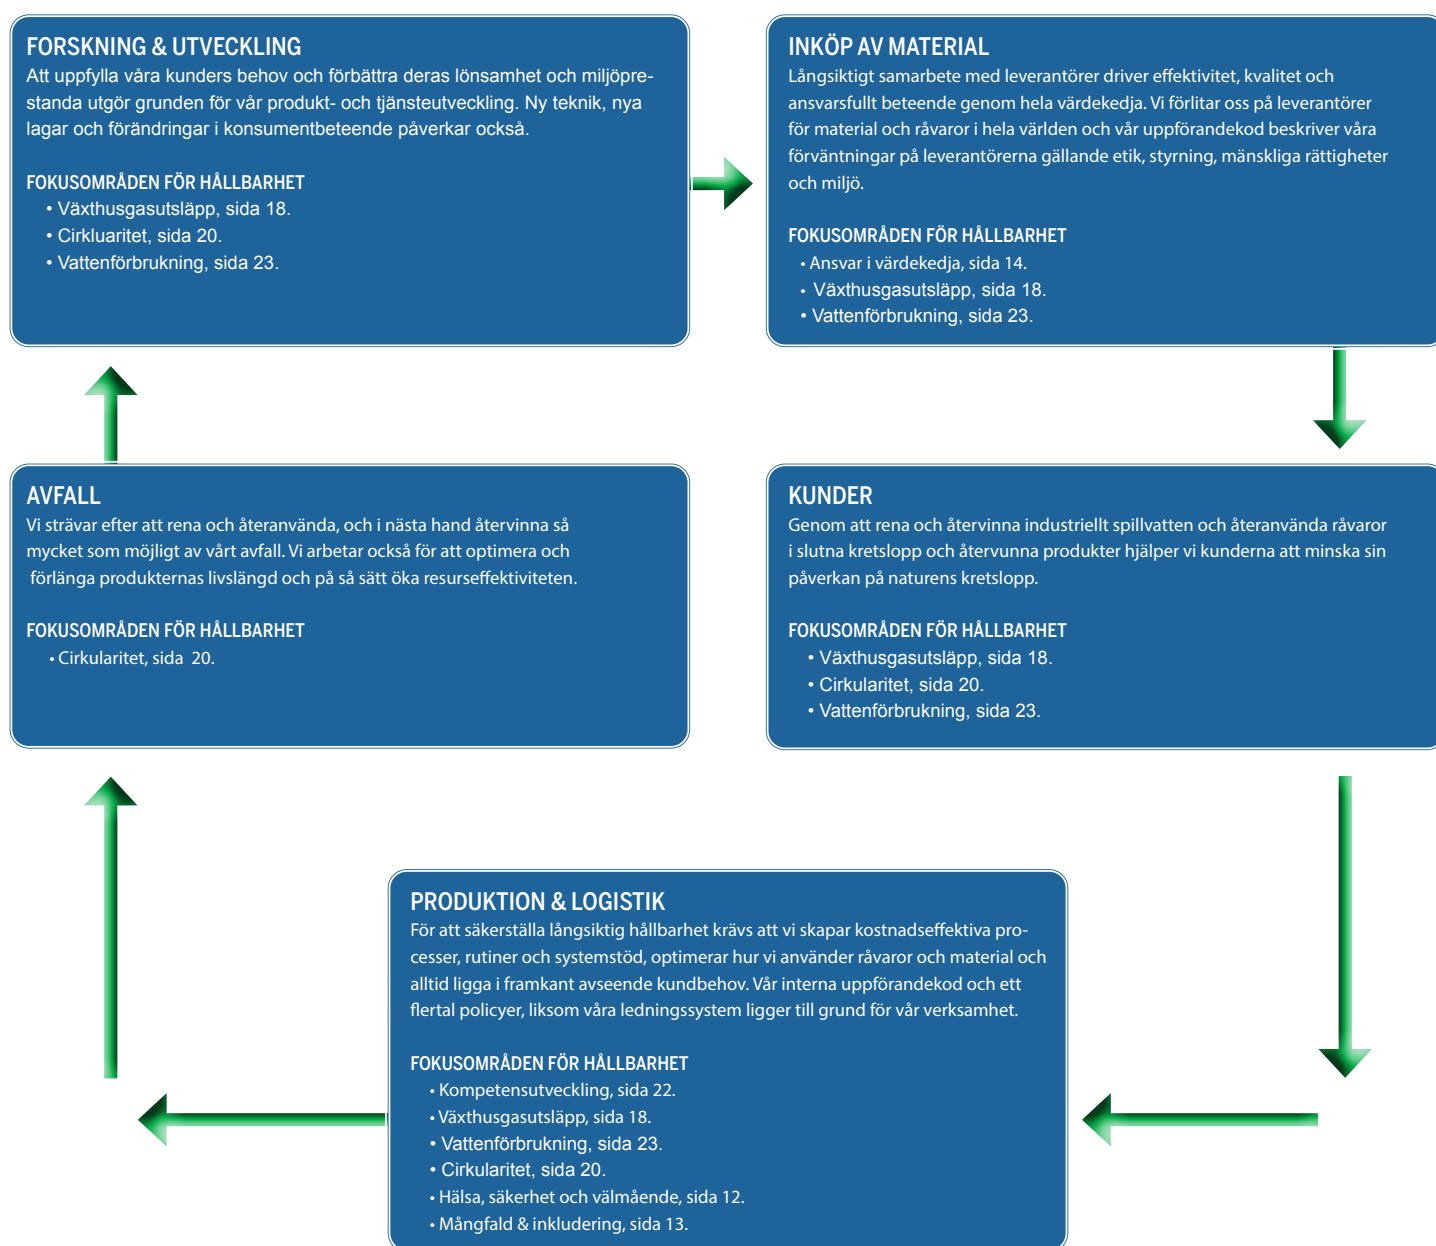 FORSKNING & UTVECKLING
Att uppfylla våra kunders behov och förbättra deras lönsamhet och miljöpre-
standa utgör grunden för vår produkt- och tjänsteutveckling. Ny teknik, nya
lagar och förändringar i konsumentbeteende påverkar också.
FOKUSOMRÅDEN FÖR HÅLLBARHET
• Växthusgasutsläpp, sida 18.
• Cirkluaritet, sida 20.
• Vattenförbrukning, sida 23.
INKÖP AV MATERIAL
Långsiktigt samarbete med leverantörer driver effektivitet, kvalitet och
ansvarsfullt beteende genom hela värdekedja. Vi förlitar oss på leverantörer
för material och råvaror i hela världen och vår uppförandekod beskriver våra
förväntningar på leverantörerna gällande etik, styrning, mänskliga rättigheter
och miljö.
FOKUSOMRÅDEN FÖR HÅLLBARHET
• Ansvar i värdekedja, sida 14.
• Växthusgasutsläpp, sida 18.
• Vattenförbrukning, sida 23.
AVFALL
Vi strävar efter att rena och återanvända, och i nästa hand återvinna så
mycket som möjligt av vårt avfall. Vi arbetar också för att optimera och
förlänga produkternas livslängd och på så sätt öka resurseffektiviteten.
FOKUSOMRÅDEN FÖR HÅLLBARHET
• Cirkularitet, sida 20.
KUNDER
Genom att rena och återvinna industriellt spillvatten och återanvända råvaror
i slutna kretslopp och återvunna produkter hjälper vi kunderna att minska sin
påverkan på naturens kretslopp.
FOKUSOMRÅDEN FÖR HÅLLBARHET
• Växthusgasutsläpp, sida 18.
• Cirkularitet, sida 20.
• Vattenförbrukning, sida 23.
PRODUKTION & LOGISTIK
För att säkerställa långsiktig hållbarhet krävs att vi skapar kostnadseffektiva pro-
cesser, rutiner och systemstöd, optimerar hur vi använder råvaror och material och
alltid ligga i framkant avseende kundbehov. Vår interna uppförandekod och ett
flertal policyer, liksom våra ledningssystem ligger till grund för vår verksamhet.
FOKUSOMRÅDEN FÖR HÅLLBARHET
• Kompetensutveckling, sida 22.
• Växthusgasutsläpp, sida 18.
• Vattenförbrukning, sida 23.
• Cirkularitet, sida 20.
• Hälsa, säkerhet och välmående, sida 12.
• Mångfald & inkludering, sida 13.